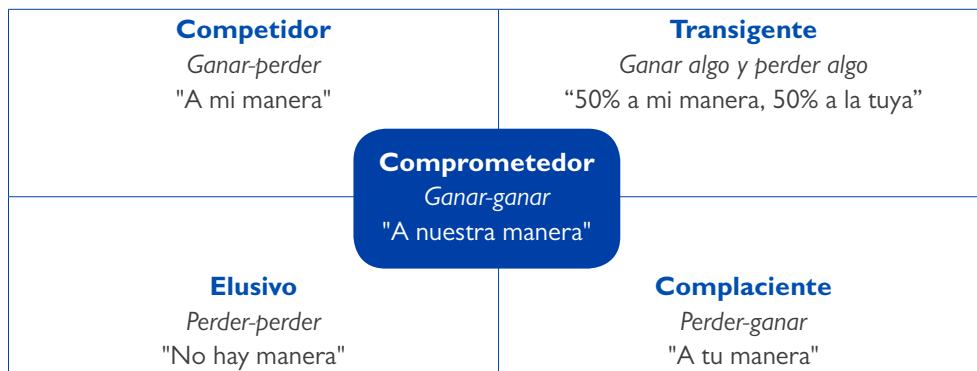 Competidor
Ganar-perder
"A mi manera"
Transigente
Ganar algo y perder algo
“50% a mi manera, 50% a la tuya”
Comprometedor
Ganar-ganar
"A nuestra manera"
Elusivo
Perder-perder
"No hay manera"
Complaciente
Perder-ganar
"A tu manera"